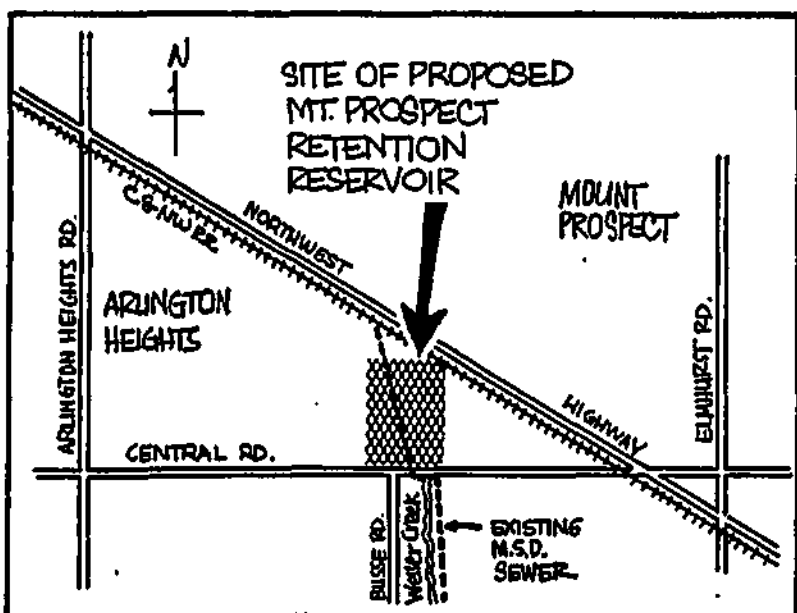 N
SITE OF PROPOSED
MT. PROSPECT
RETENTION
RESERVOIR
MOUNT
PROSPECT
C&NW RR.
NORTHWEST
HIGHWAY
ARLINGTON HEIGHTS RD.
ARLINGTON
HEIGHTS
ELMHURST RD.
CENTRAL RD.
BUSSE RD.
Weller Creek
EXISTING
M.S.D.
SEWER